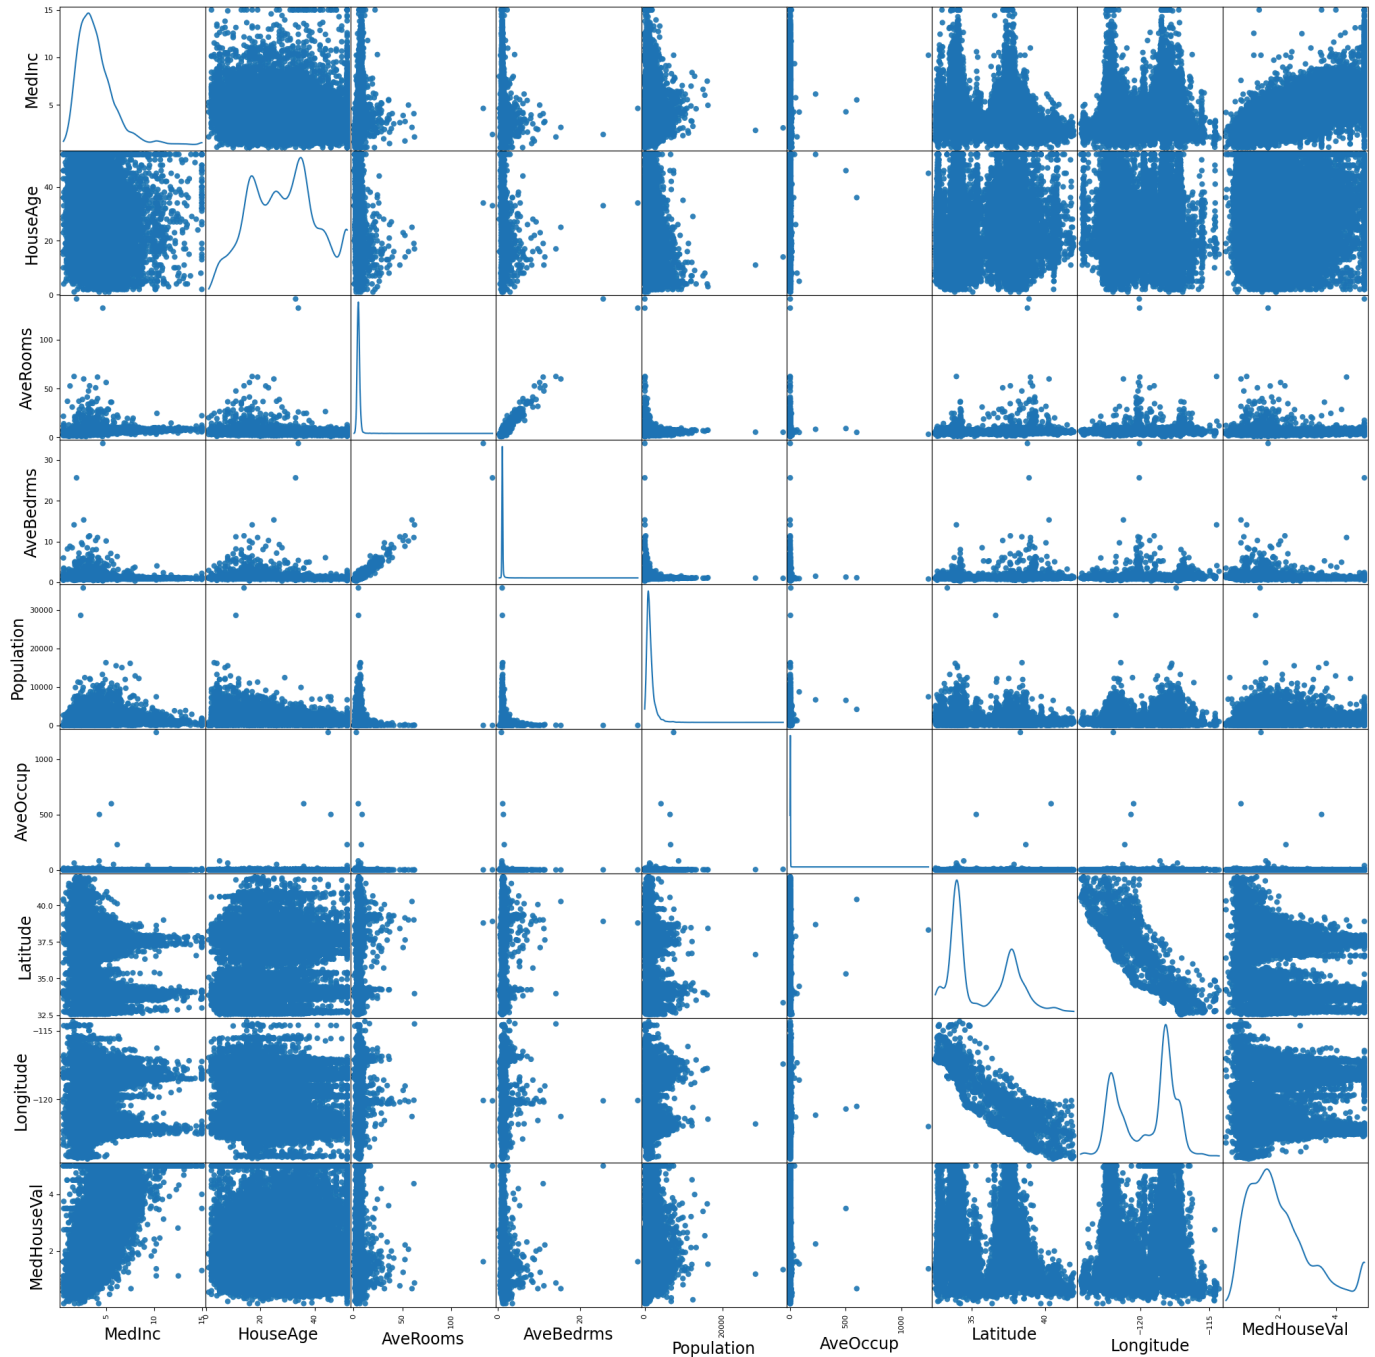 MedInc
15
10
5
HouseAge
40
20
0
AveRooms
100
50
0
AveBedrms
30
20
10
0
Population
30000
20000
10000
0
AveOccup
1000
500
0
Latitude
40.0
37.5
35.0
32.5
Longitude
−115
−120
MedHouseVal
4
2
5 10 15 0 20 40 0 50 100 0 20 0 20000 0 500 1000 35 40 −120 −115 2 4
MedInc HouseAge AveRooms AveBedrms Population AveOccup Latitude Longitude MedHouseVal